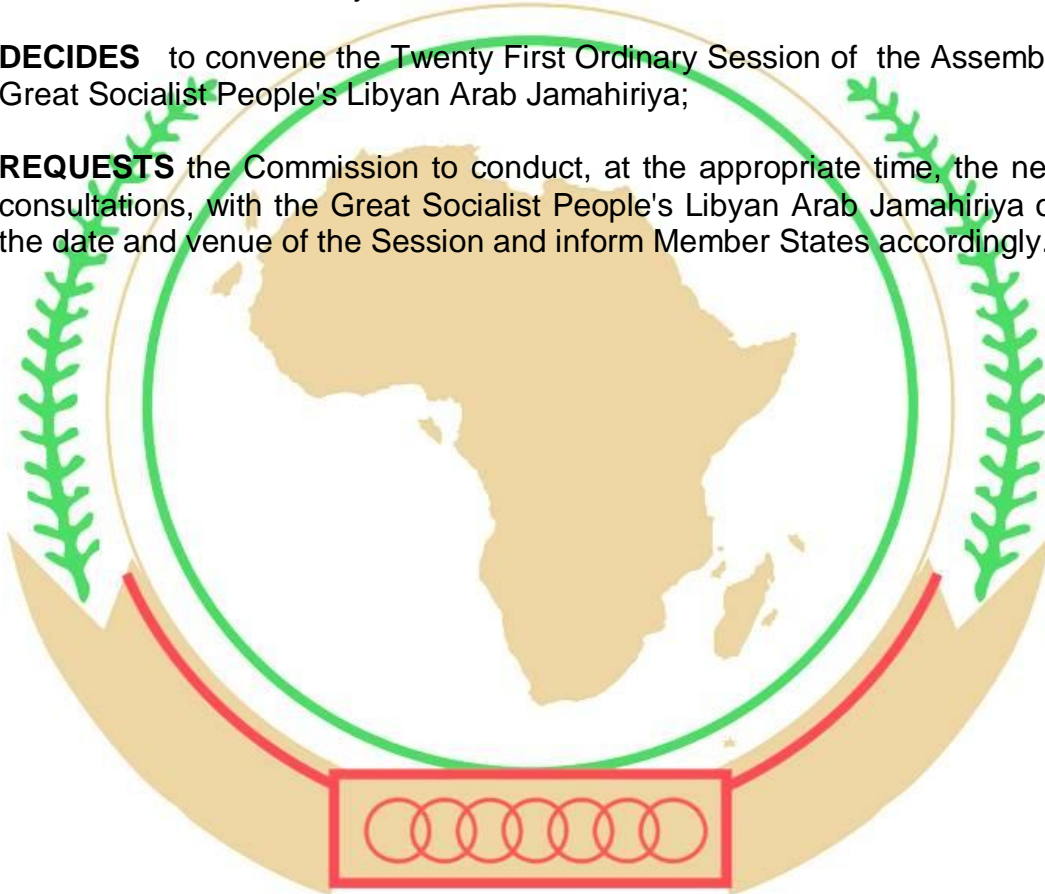 DECIDES to convene the Twenty First Ordinary Session of the Assemb
Great Socialist People's Libyan Arab Jamahiriya;
REQUESTS the Commission to conduct, at the appropriate time, the ne
consultations, with the Great Socialist People's Libyan Arab Jamahiriya o
the date and venue of the Session and inform Member States accordingly.